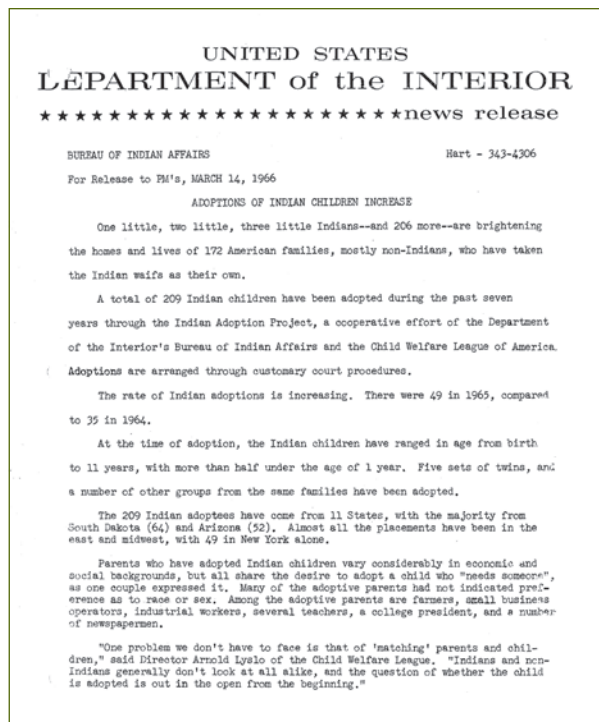 UNITED STATES
DEPARTMENT of the INTERIOR
★★★★★★★★★★★★★★★★★★★★★news release
BUREAU OF INDIAN AFFAIRS Hart - 343-4306
For Release to PM's, MARCH 14, 1966
ADOPTIONS OF INDIAN CHILDREN INCREASE
One little, two little, three little Indians--and 206 more--are brightening
the homes and lives of 172 American families, mostly non-Indians, who have taken
the Indian waifs as their own.
A total of 209 Indian children have been adopted during the past seven
years through the Indian Adoption Project, a cooperative effort of the Department
of the Interior's Bureau of Indian Affairs and the Child Welfare League of America.
Adoptions are arranged through customary court procedures.
The rate of Indian adoptions is increasing. There were 49 in 1965, compared
to 35 in 1964.
At the time of adoption, the Indian children have ranged in age from birth
to 11 years, with more than half under the age of 1 year. Five sets of twins, and
a number of other groups from the same families have been adopted.
The 209 Indian adoptees have come from 11 States, with the majority from
South Dakota (64) and Arizona (52). Almost all the placements have been in the
east and midwest, with 49 in New York alone.
Parents who have adopted Indian children vary considerably in economic and
social backgrounds, but all share the desire to adopt a child who "needs someone",
as one couple expressed it. Many of the adoptive parents had not indicated pref-
erence as to race or sex. Among the adoptive parents are farmers, small business
operators, industrial workers, several teachers, a college president, and a number
of newspapermen.
"One problem we don't have to face is that of 'matching' parents and chil-
dren," said Director Arnold Lyslo of the Child Welfare League. "Indians and non-
Indians generally don't look at all alike, and the question of whether the child
is adopted is out in the open from the beginning."